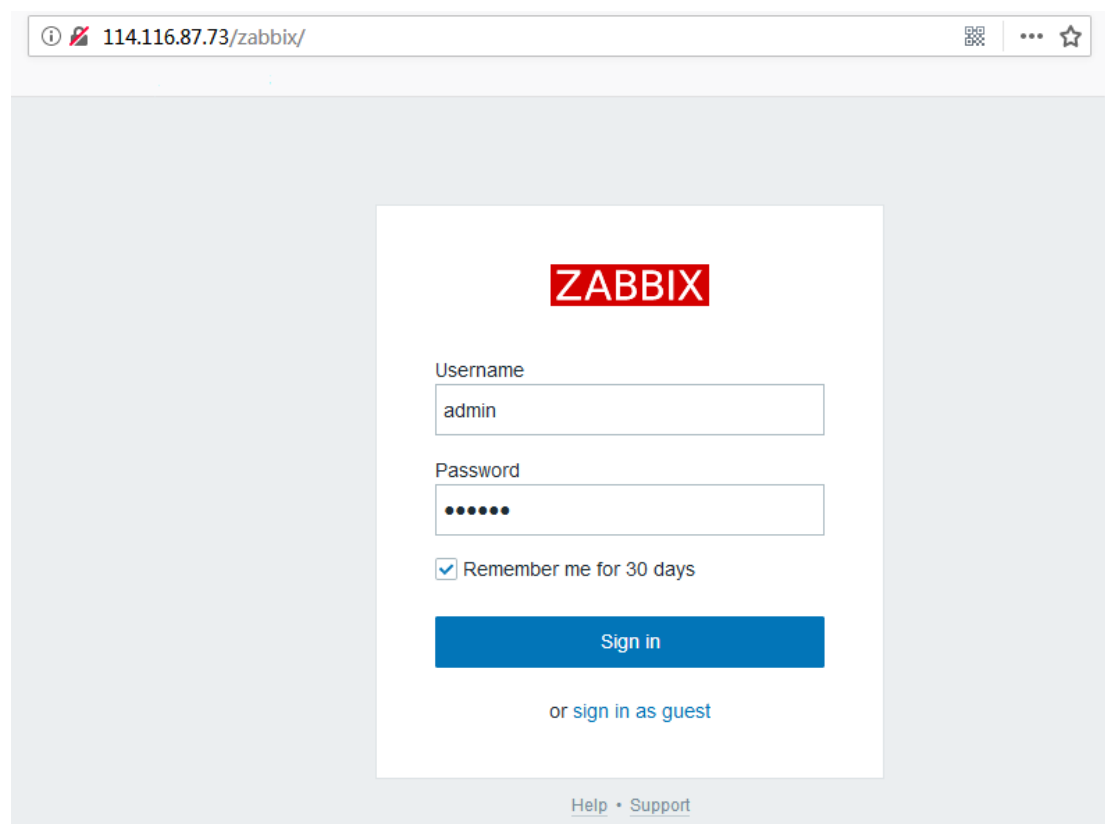 114.116.87.73/zabbix/
ZABBIX
Username
admin
Password
Remember me for 30 days
Sign in
or sign in as guest
Help • Support